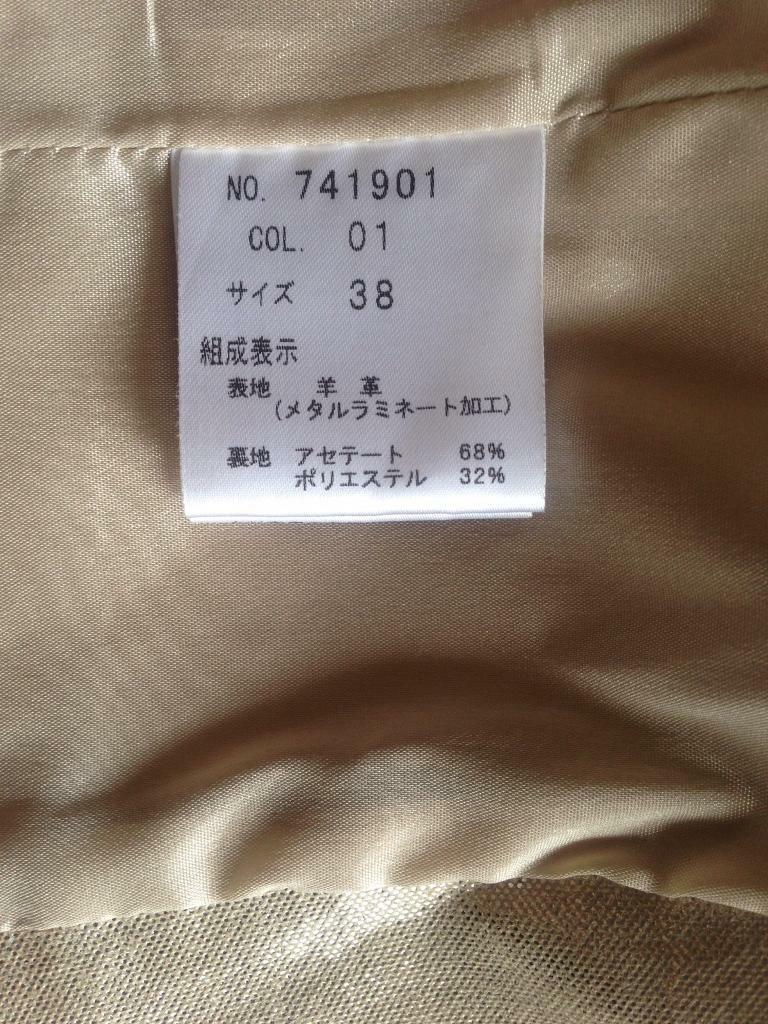 NO. 741901
COL. 01
サイズ 38
組成表示
表地 羊革
(メタルラミネート加工)
裏地 アセテート 68%
ポリエステル 32%